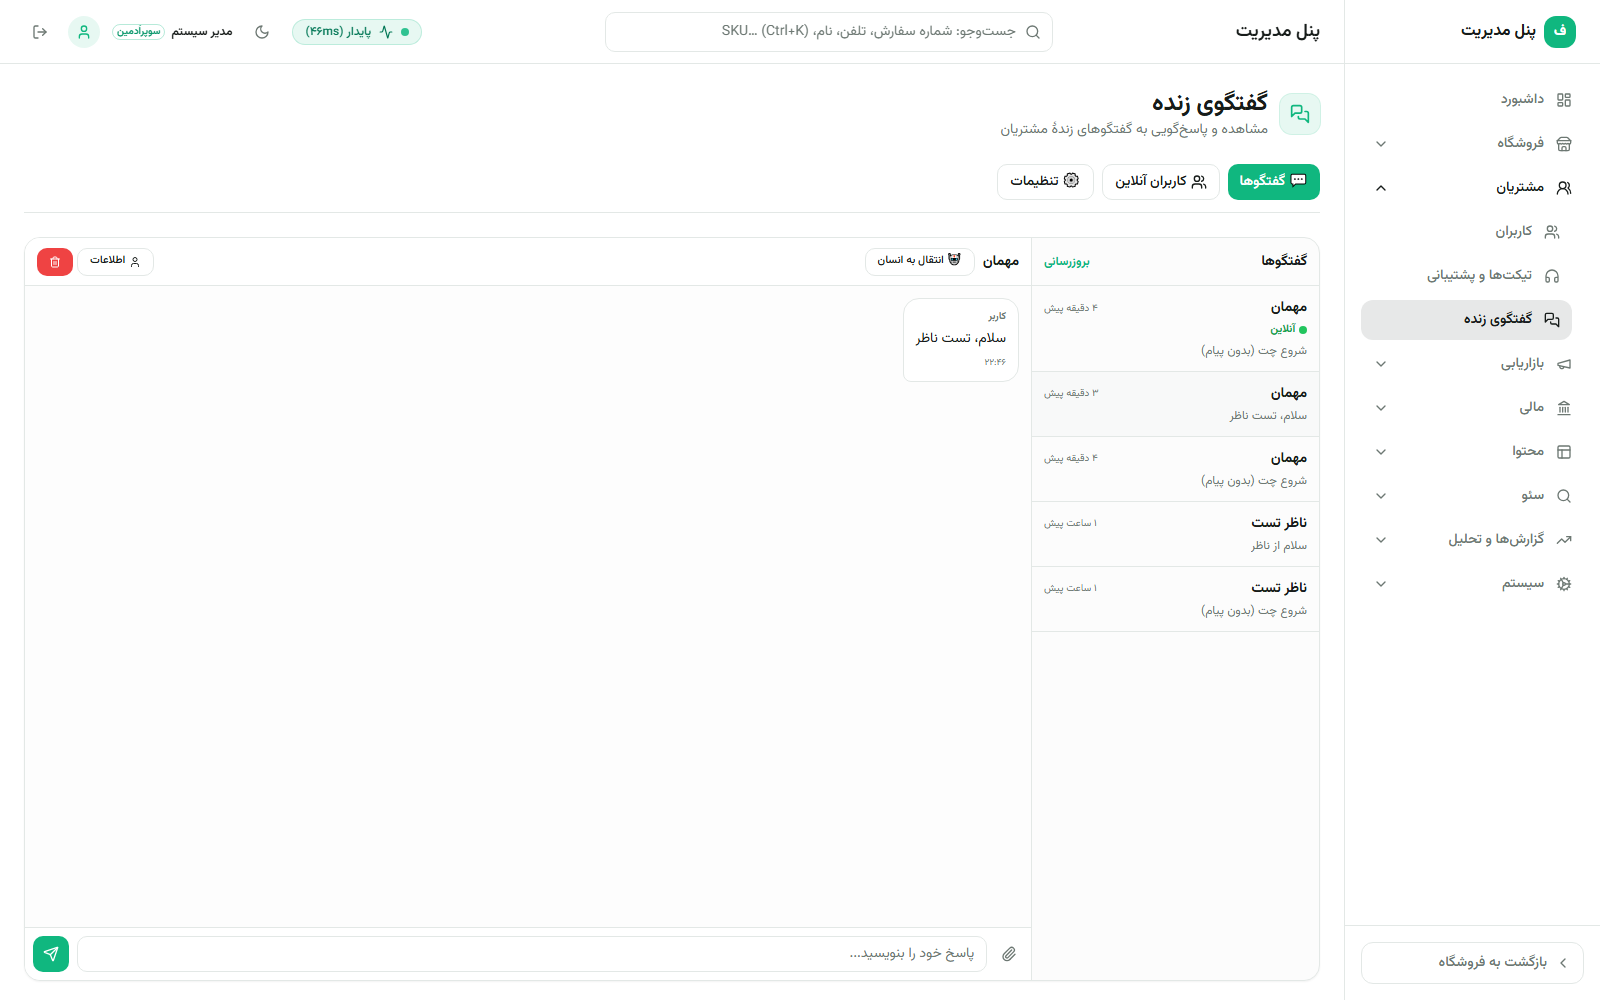 ف پنل مدیریت
داشبورد
فروشگاه
مشتریان
کاربران
تیکت‌ها و پشتیبانی
گفتگوی زنده
بازاریابی
مالی
محتوا
سئو
گزارش‌ها و تحلیل
سیستم
بازگشت به فروشگاه
پنل مدیریت
جست‌وجو: شماره سفارش، تلفن، نام، SKU... (Ctrl+K)
پایدار (۴۶ms)
مدیر سیستم
سوپرادمین
گفتگوی زنده
مشاهده و پاسخ‌گویی به گفتگوهای زندهٔ مشتریان
گفتگوها
کاربران آنلاین
تنظیمات
گفتگوها
بروزرسانی
مهمان
۴ دقیقه پیش
آنلاین
شروع چت (بدون پیام)
مهمان
۳ دقیقه پیش
سلام، تست ناظر
مهمان
۴ دقیقه پیش
شروع چت (بدون پیام)
ناظر تست
۱ ساعت پیش
سلام از ناظر
ناظر تست
۱ ساعت پیش
شروع چت (بدون پیام)
مهمان
انتقال به انسان
اطلاعات
کاربر
سلام، تست ناظر
۲۲:۴۶
پاسخ خود را بنویسید...